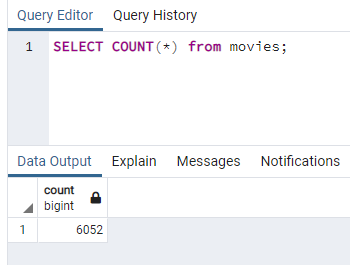 Query Editor Query History
1 SELECT COUNT(*) from movies;
Data Output Explain Messages Notifications
count
bigint
1 6052